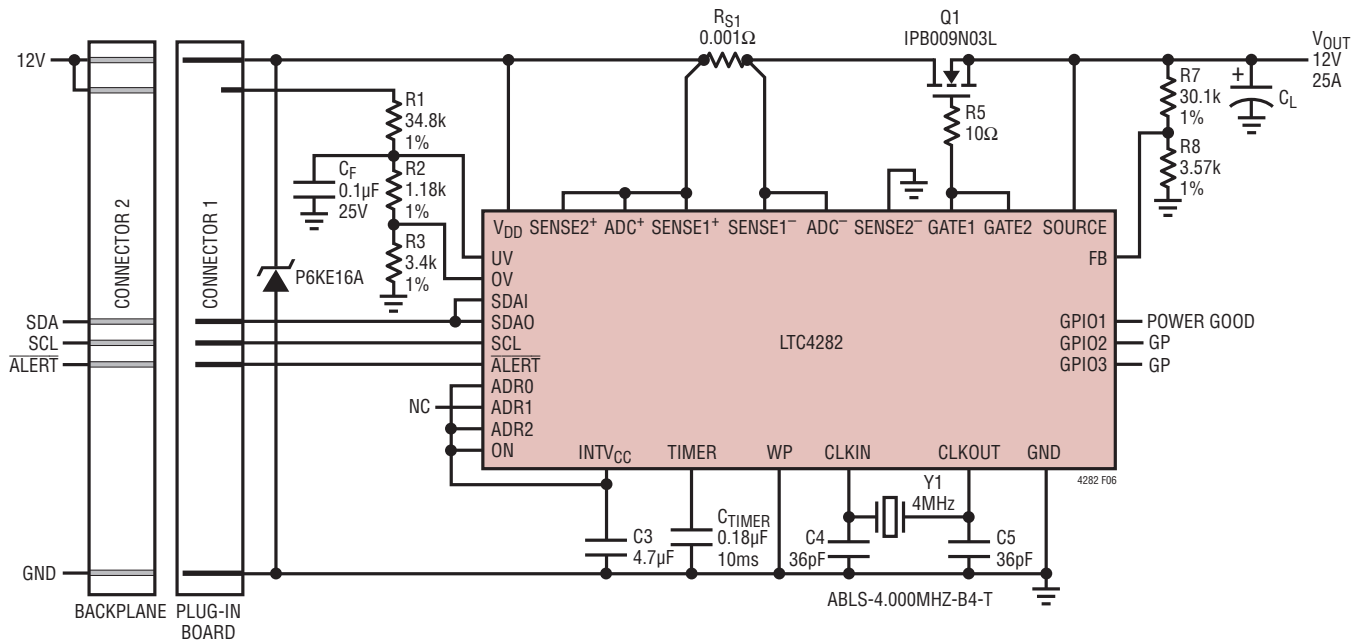 12V
BACKPLANE
CONNECTOR 2
PLUG-IN
BOARD
CONNECTOR 1
SDA
SCL
ALERT
GND
P6KE16A
R1
34.8k
1%
CF
0.1µF
25V
R2
1.18k
1%
R3
3.4k
1%
RS1
0.001Ω
Q1
IPB009N03L
R5
10Ω
VOUT
12V
25A
R7
30.1k
1%
+
CL
R8
3.57k
1%
VDD SENSE2+ ADC+ SENSE1+ SENSE1− ADC− SENSE2− GATE1 GATE2 SOURCE
UV
OV
SDAI
SDAO
SCL
ALERT
ADR0
NC
ADR1
ADR2
ON
LTC4282
FB
GPIO1
POWER GOOD
GPIO2
GP
GPIO3
GP
INTVCC TIMER WP CLKIN CLKOUT GND
4282 F06
Y1
4MHz
C3
4.7µF
CTIMER
0.18µF
10ms
C4
36pF
C5
36pF
ABLS-4.000MHZ-B4-T